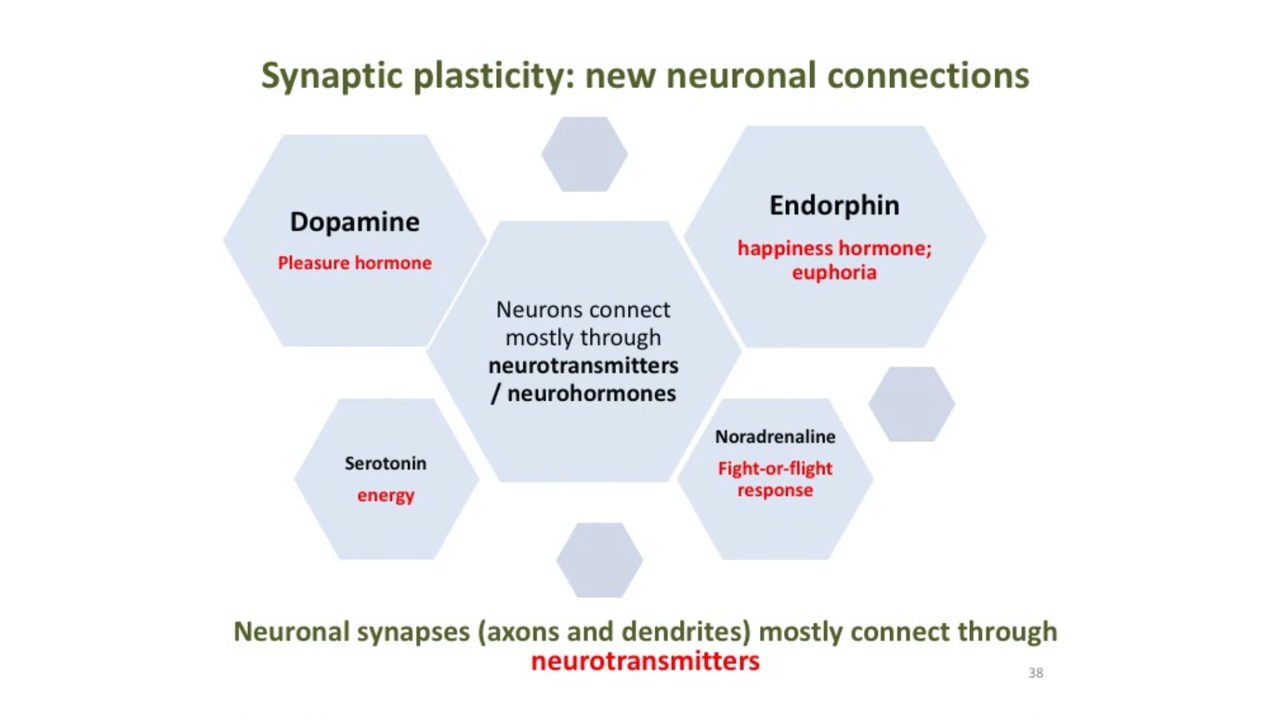 Synaptic plasticity: new neuronal connections
Dopamine
Pleasure hormone
Endorphin
happiness hormone;
euphoria
Neurons connect
mostly through
neurotransmitters
/ neurohormones
Serotonin
energy
Noradrenaline
Fight-or-flight
response
Neuronal synapses (axons and dendrites) mostly connect through
neurotransmitters
38